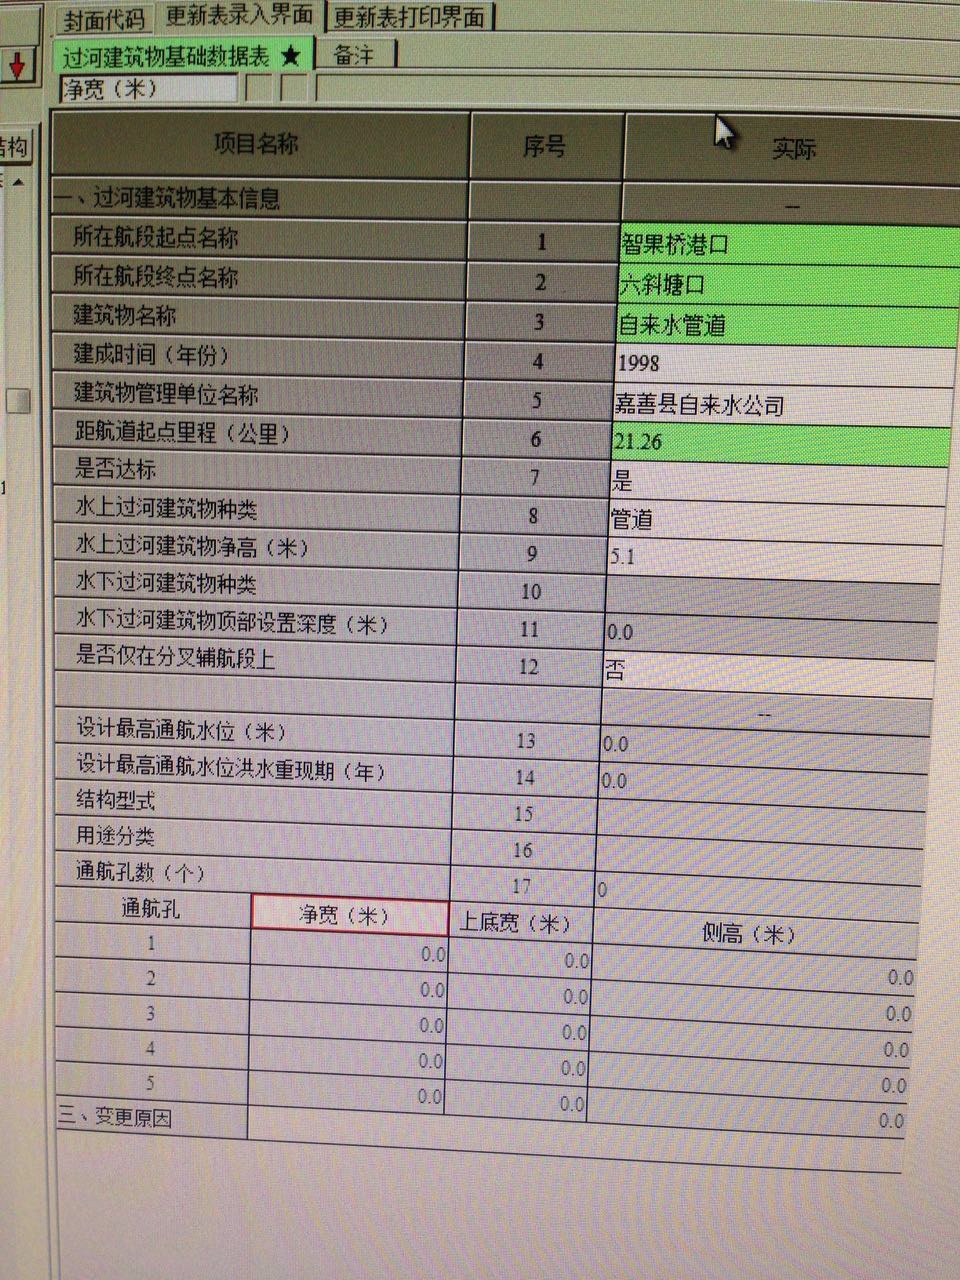 封面代码 更新表录入界面 更新表打印界面
过河建筑物基础数据表 ★ 备注
净宽（米）
项目名称 序号 实际
一、过河建筑物基本信息 --
所在航段起点名称 1 智果桥港口
所在航段终点名称 2 六斜塘口
建筑物名称 3 自来水管道
建成时间（年份） 4 1998
建筑物管理单位名称 5 嘉善县自来水公司
距航道起点里程（公里） 6 21.26
是否达标 7 是
水上过河建筑物种类 8 管道
水上过河建筑物净高（米） 9 5.1
水下过河建筑物种类 10
水下过河建筑物顶部设置深度（米） 11 0.0
是否仅在分叉辅航段上 12 否
--
设计最高通航水位（米） 13 0.0
设计最高通航水位洪水重现期（年） 14 0.0
结构型式 15
用途分类 16
通航孔数（个） 17 0
通航孔 净宽（米） 上底宽（米） 侧高（米）
1 0.0 0.0 0.0
2 0.0 0.0 0.0
3 0.0 0.0 0.0
4 0.0 0.0 0.0
5 0.0 0.0 0.0
三、变更原因